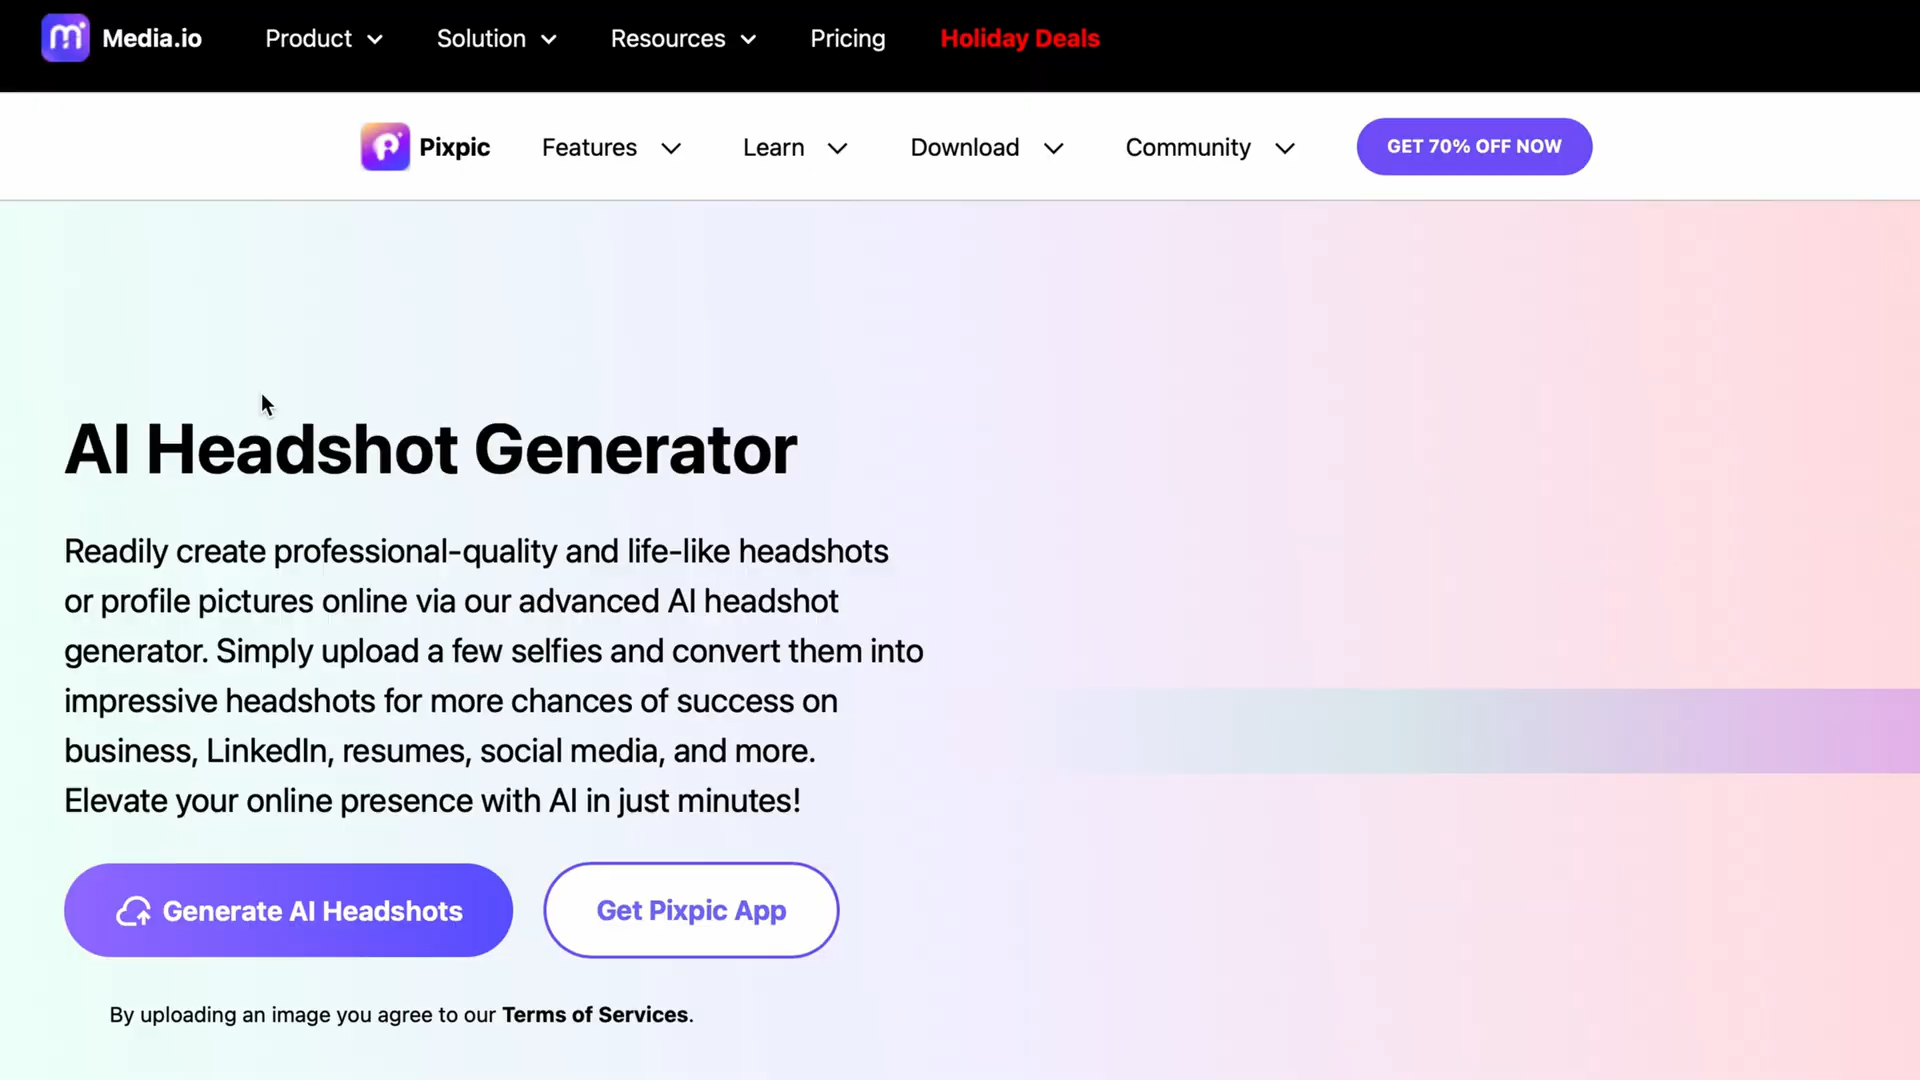 Media.io Product Solution Resources Pricing Holiday Deals
Pixpic Features Learn Download Community GET 70% OFF NOW
AI Headshot Generator
Readily create professional-quality and life-like headshots
or profile pictures online via our advanced AI headshot
generator. Simply upload a few selfies and convert them into
impressive headshots for more chances of success on
business, LinkedIn, resumes, social media, and more.
Elevate your online presence with AI in just minutes!
Generate AI Headshots Get Pixpic App
By uploading an image you agree to our Terms of Services.